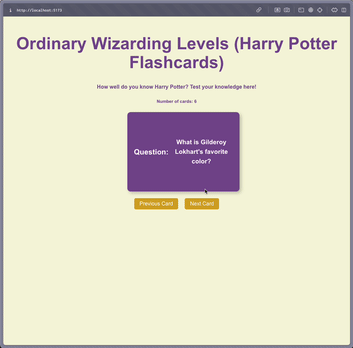 http://localhost:5173
Ordinary Wizarding Levels (Harry Potter
Flashcards)
How well do you know Harry Potter? Test your knowledge here!
Number of cards: 6
Question:
What is Gilderoy
Lokhart's favorite
color?
Previous Card
Next Card